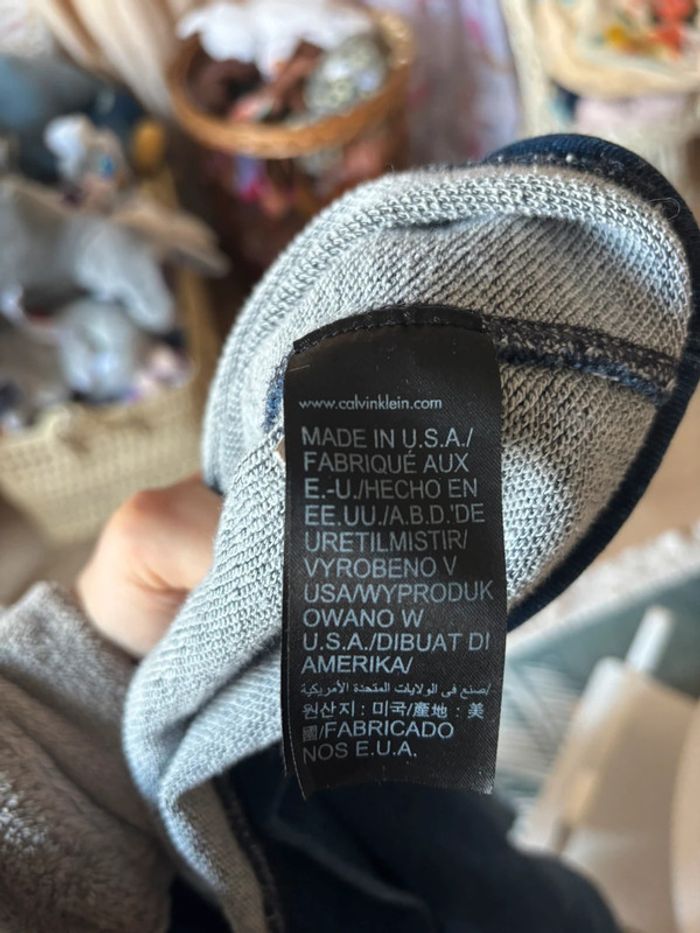 www.calvinklein.com
MADE IN U.S.A./
FABRIQUÉ AUX
E.-U./HECHO EN
EE.UU./A.B.D.'DE
URETILMISTIR/
VYROBENO V
USA/WYPRODUK
OWANO W
U.S.A./DIBUAT DI
AMERIKA/
صنع في الولايات المتحدة الأمريكية/
원산지 : 미국/產地 : 美
國/FABRICADO
NOS E.U.A.